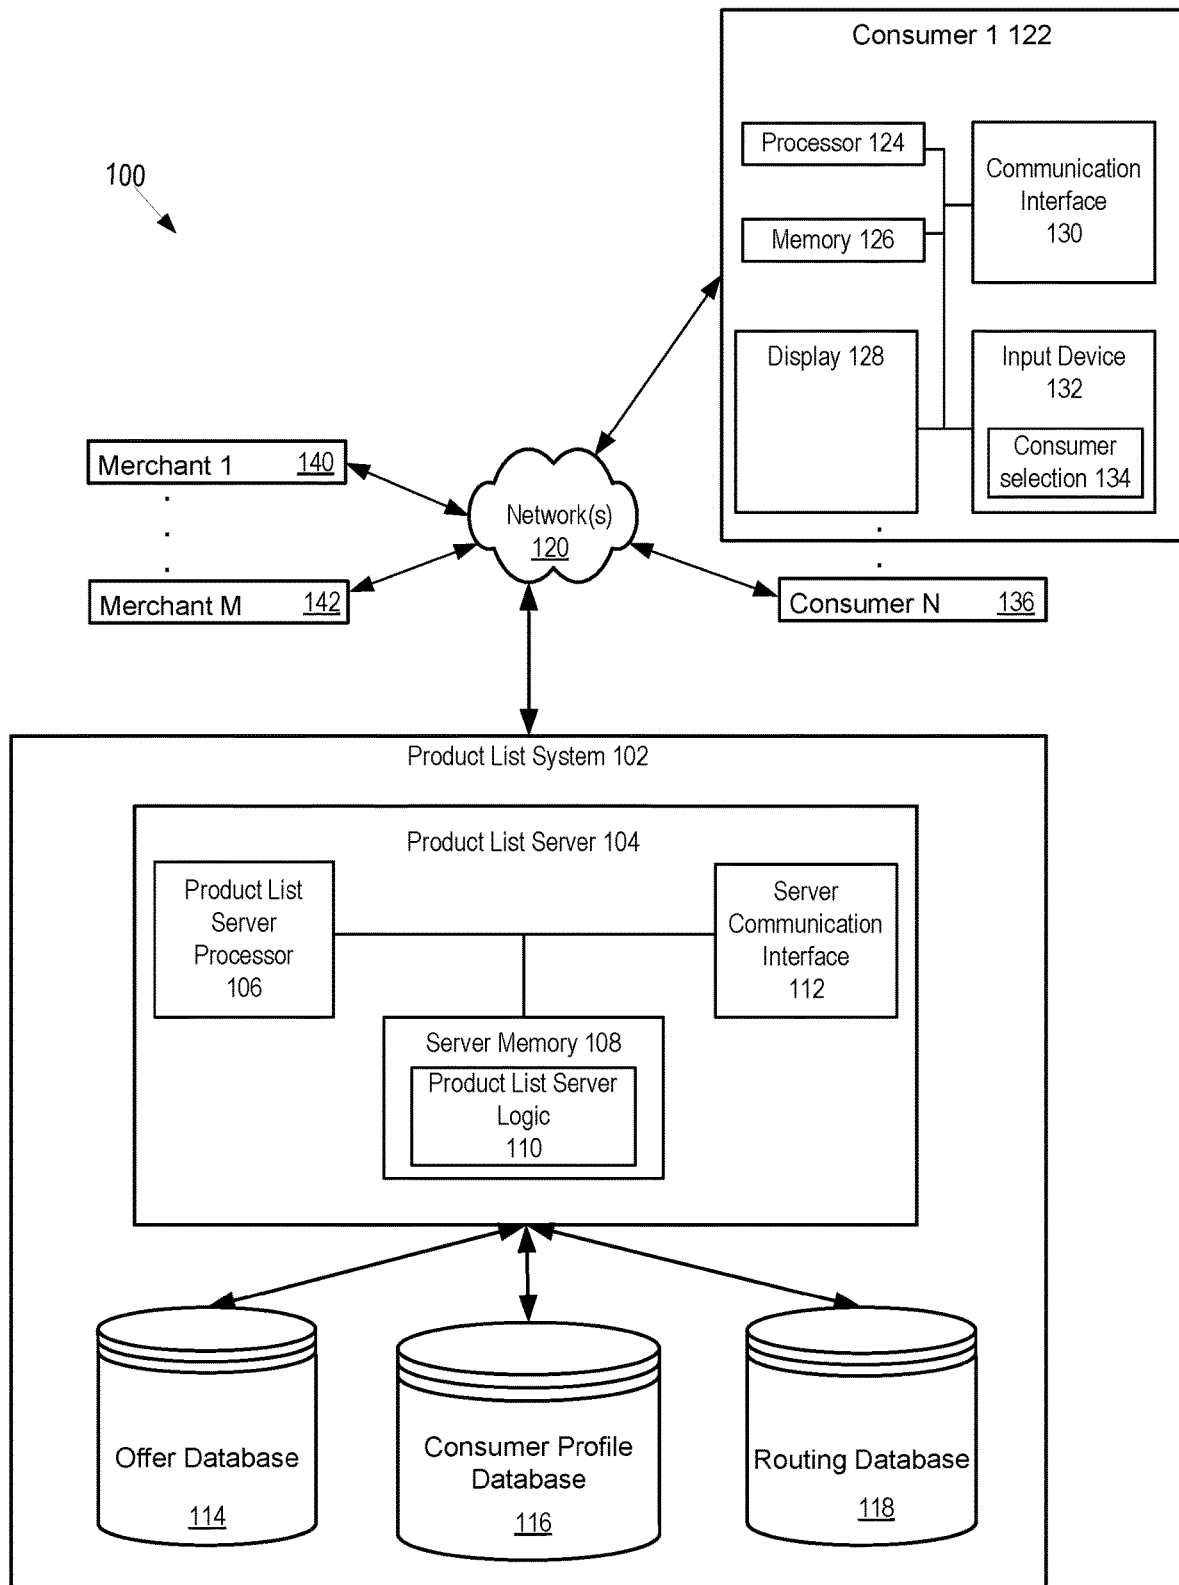 Consumer 1 122
Processor 124
Communication
Interface
130
Memory 126
Display 128
Input Device
132
Consumer
selection 134
100
Merchant 1 140
Network(s)
120
Merchant M 142
Consumer N 136
Product List System 102
Product List Server 104
Product List
Server
Processor
106
Server
Communication
Interface
112
Server Memory 108
Product List Server
Logic
110
Offer Database
114
Consumer Profile
Database
116
Routing Database
118